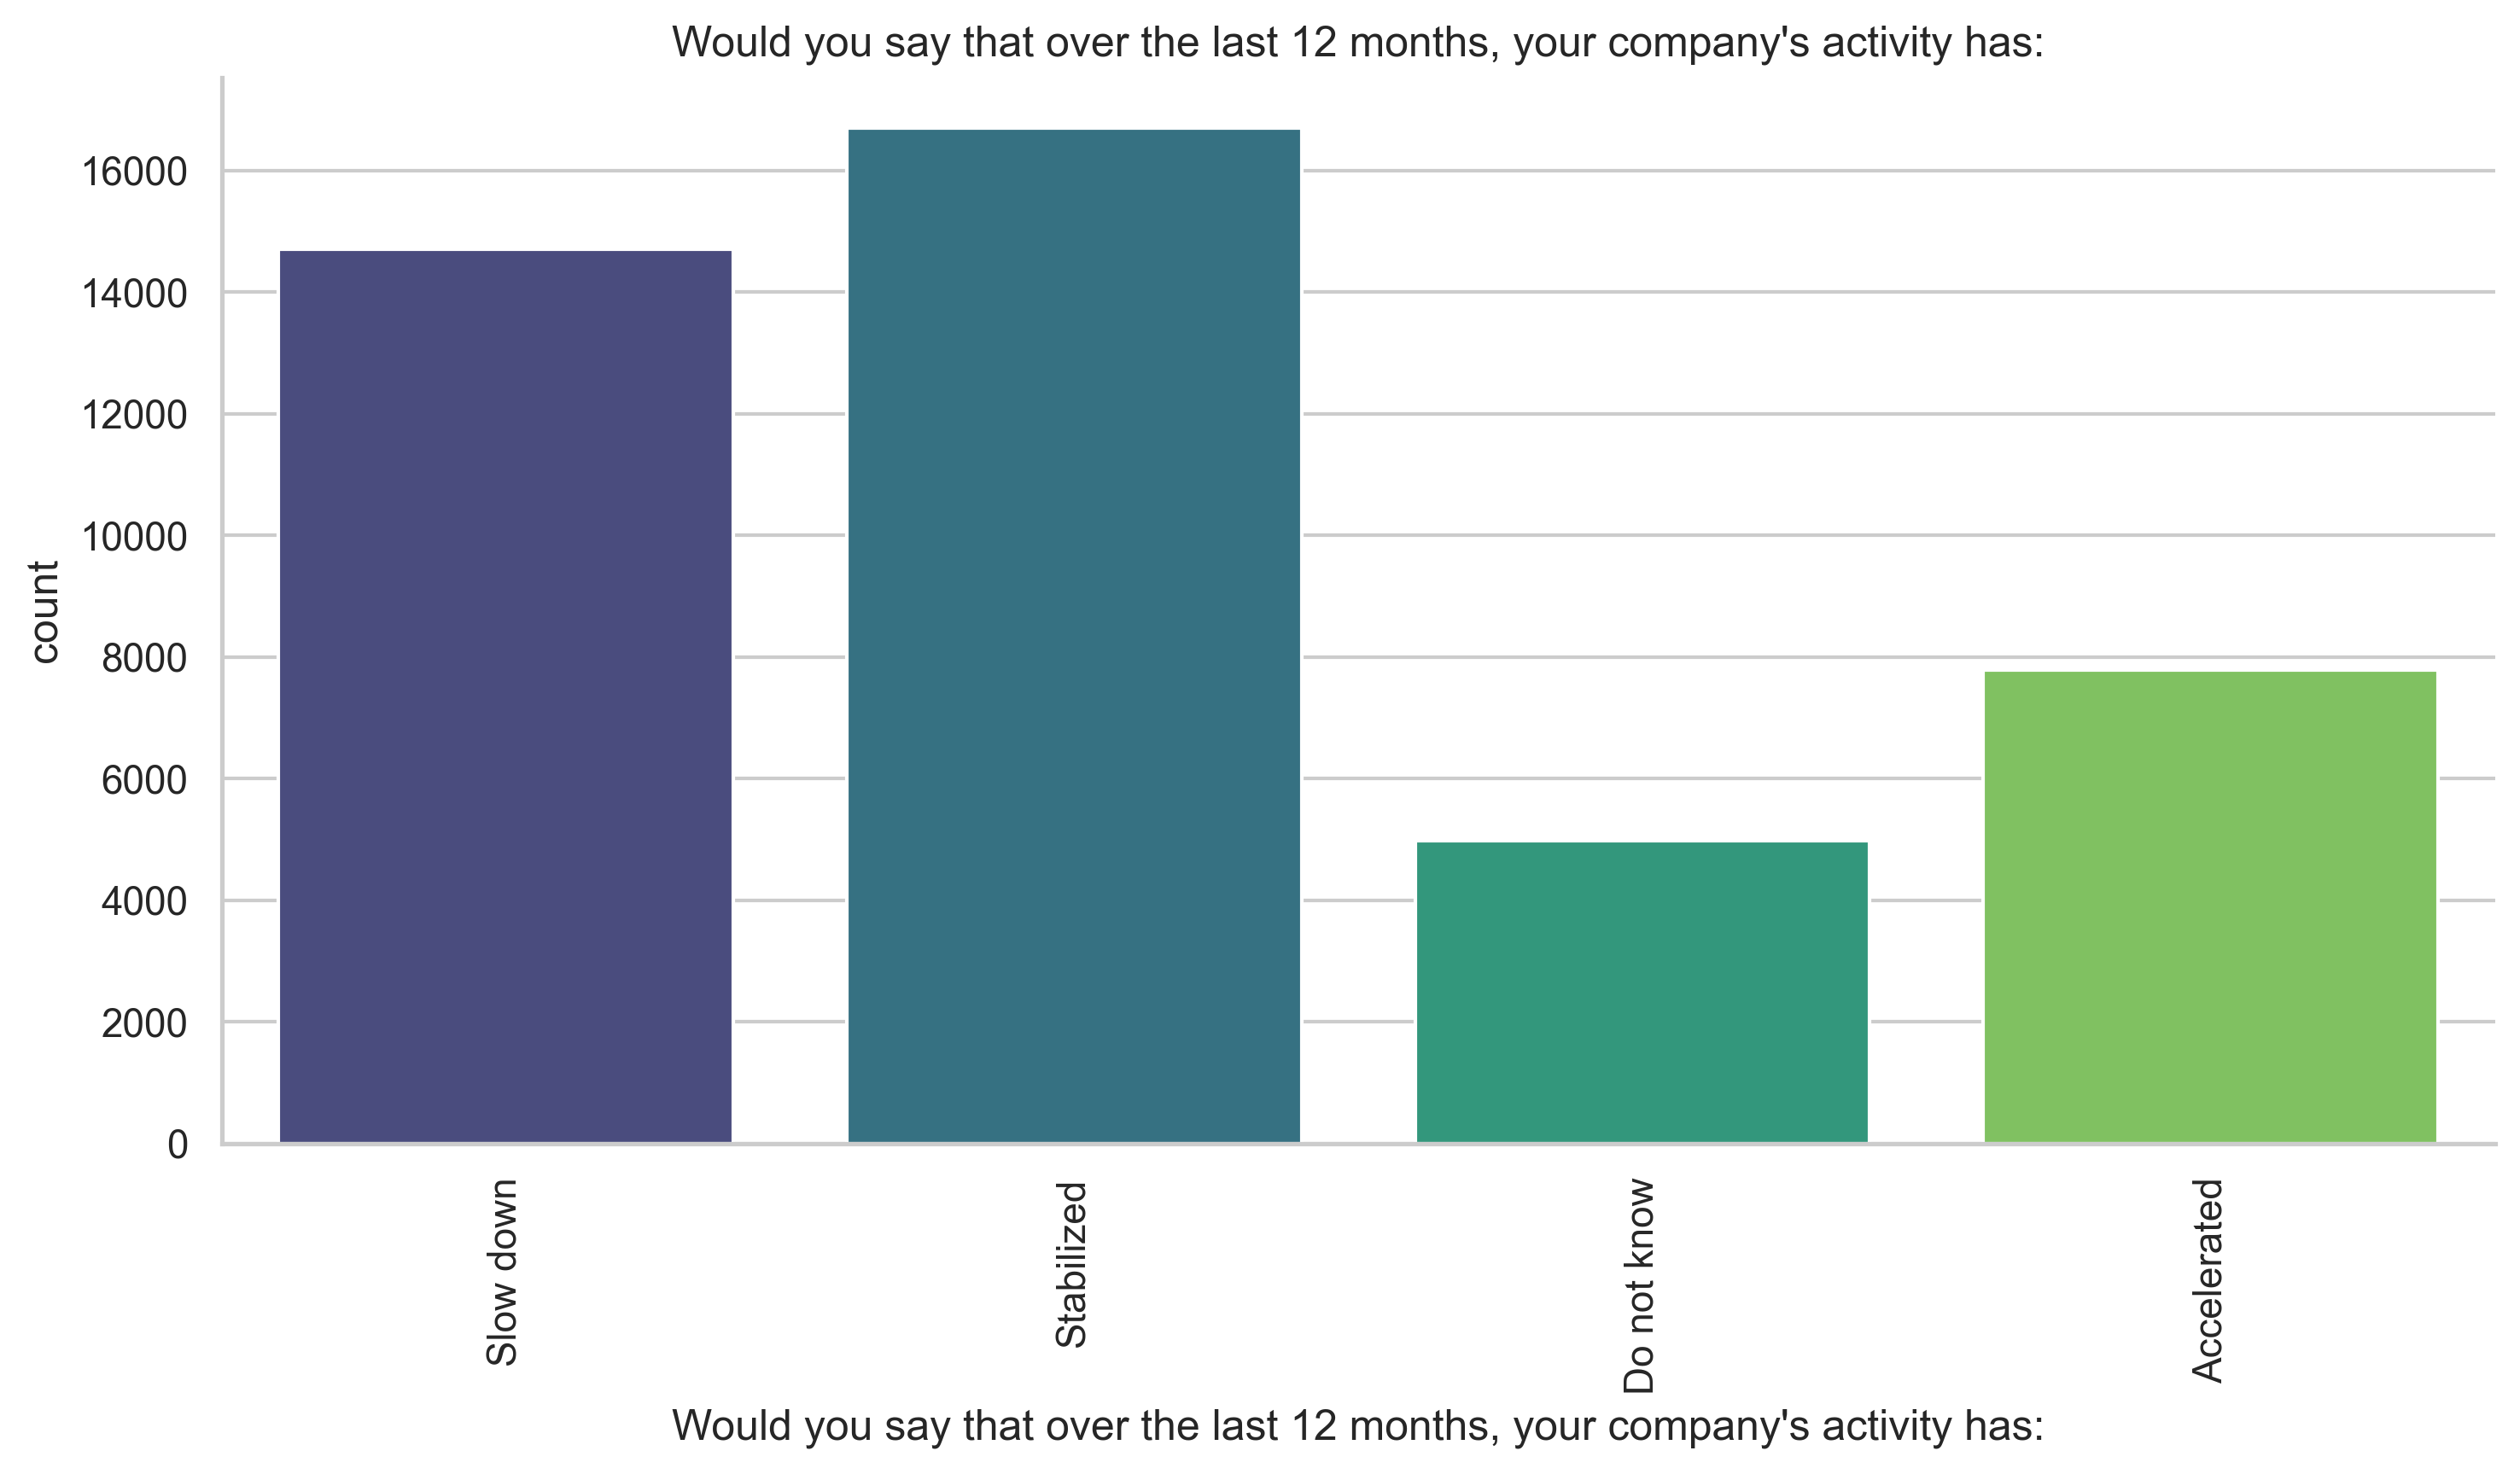 Would you say that over the last 12 months, your company's activity has:
count
16000
14000
12000
10000
8000
6000
4000
2000
0
Slow down
Stabilized
Do not know
Accelerated
Would you say that over the last 12 months, your company's activity has: